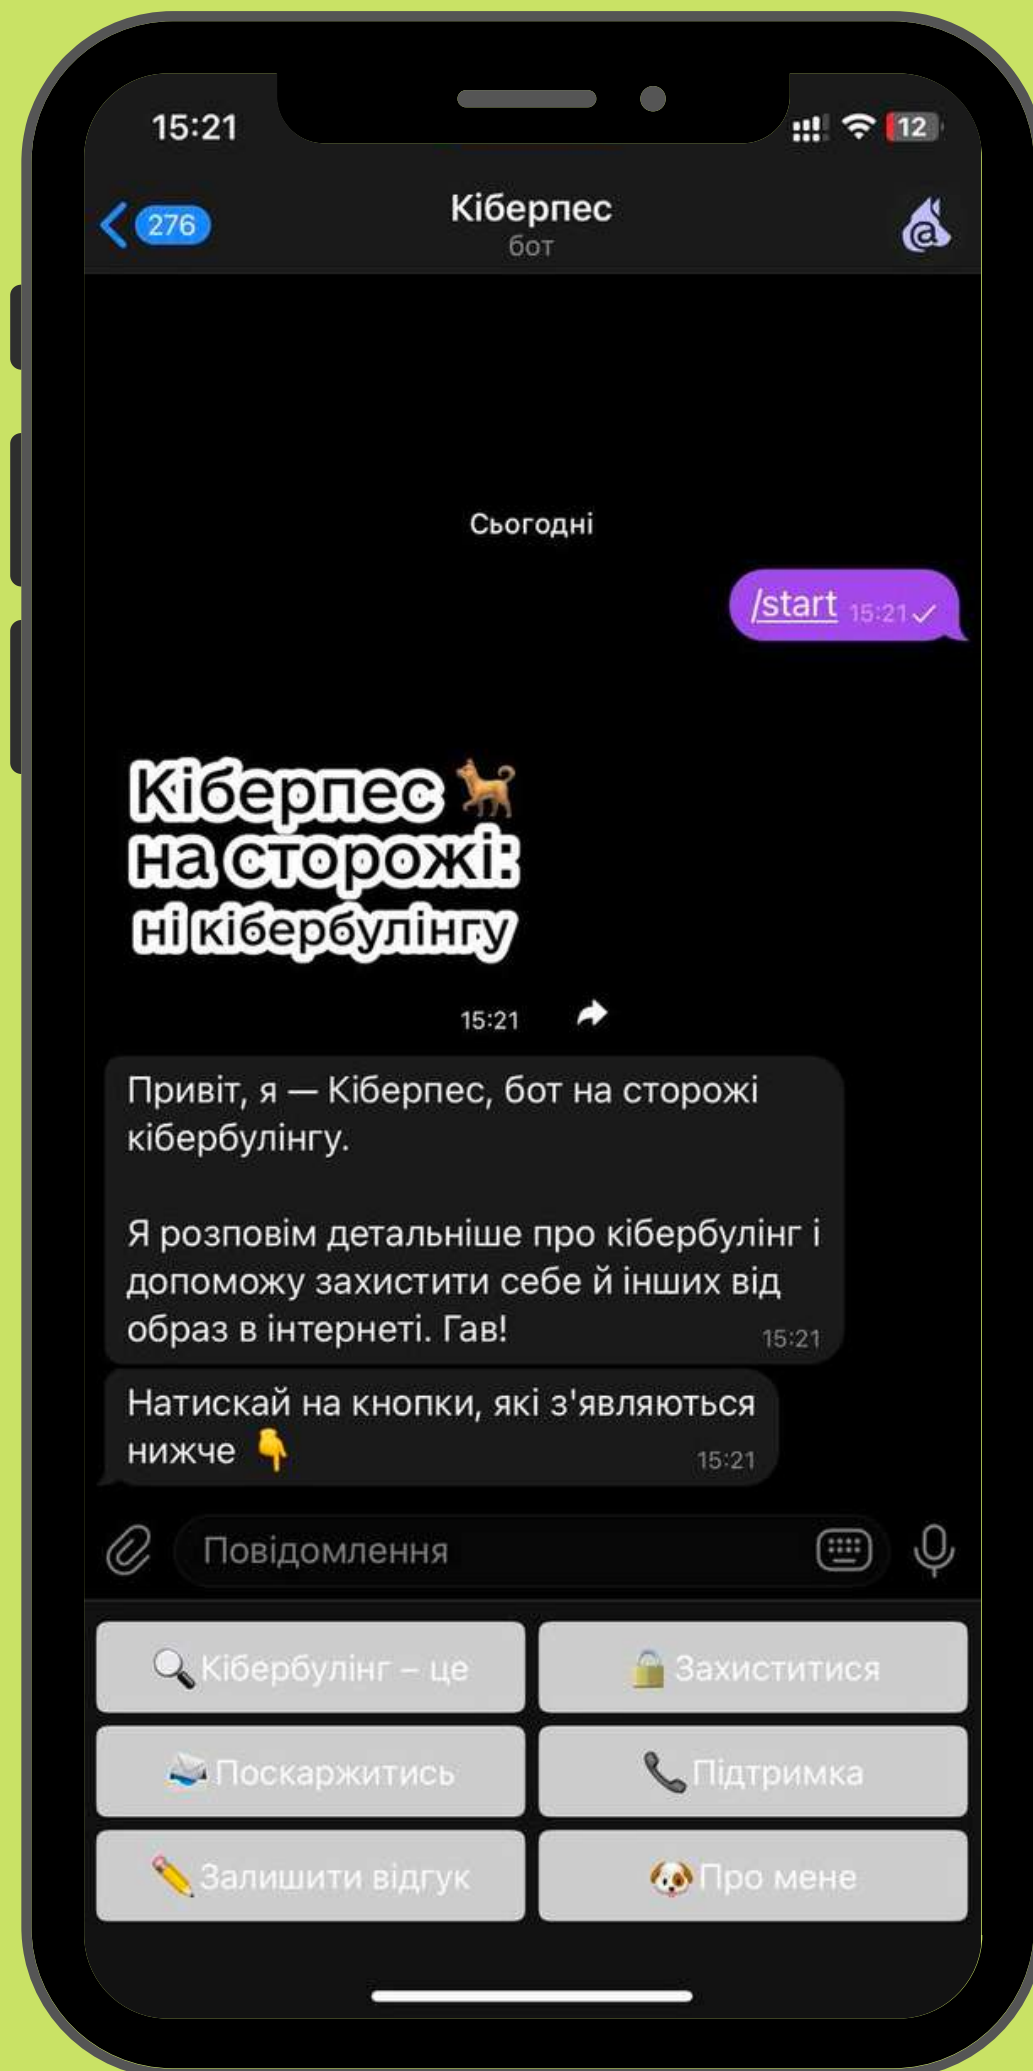 15:21
12
276
Кіберпес
бот
Сьогодні
/start 15:21
Кіберпес
на сторожі:
ні кібербулінгу
15:21
Привіт, я — Кіберпес, бот на сторожі
кібербулінгу.
Я розповім детальніше про кібербулінг і
допоможу захистити себе й інших від
образ в інтернеті. Гав!
15:21
Натискай на кнопки, які з'являються
нижче
15:21
Повідомлення
Кібербулінг – це
Захиститися
Поскаржитись
Підтримка
Залишити відгук
Про мене